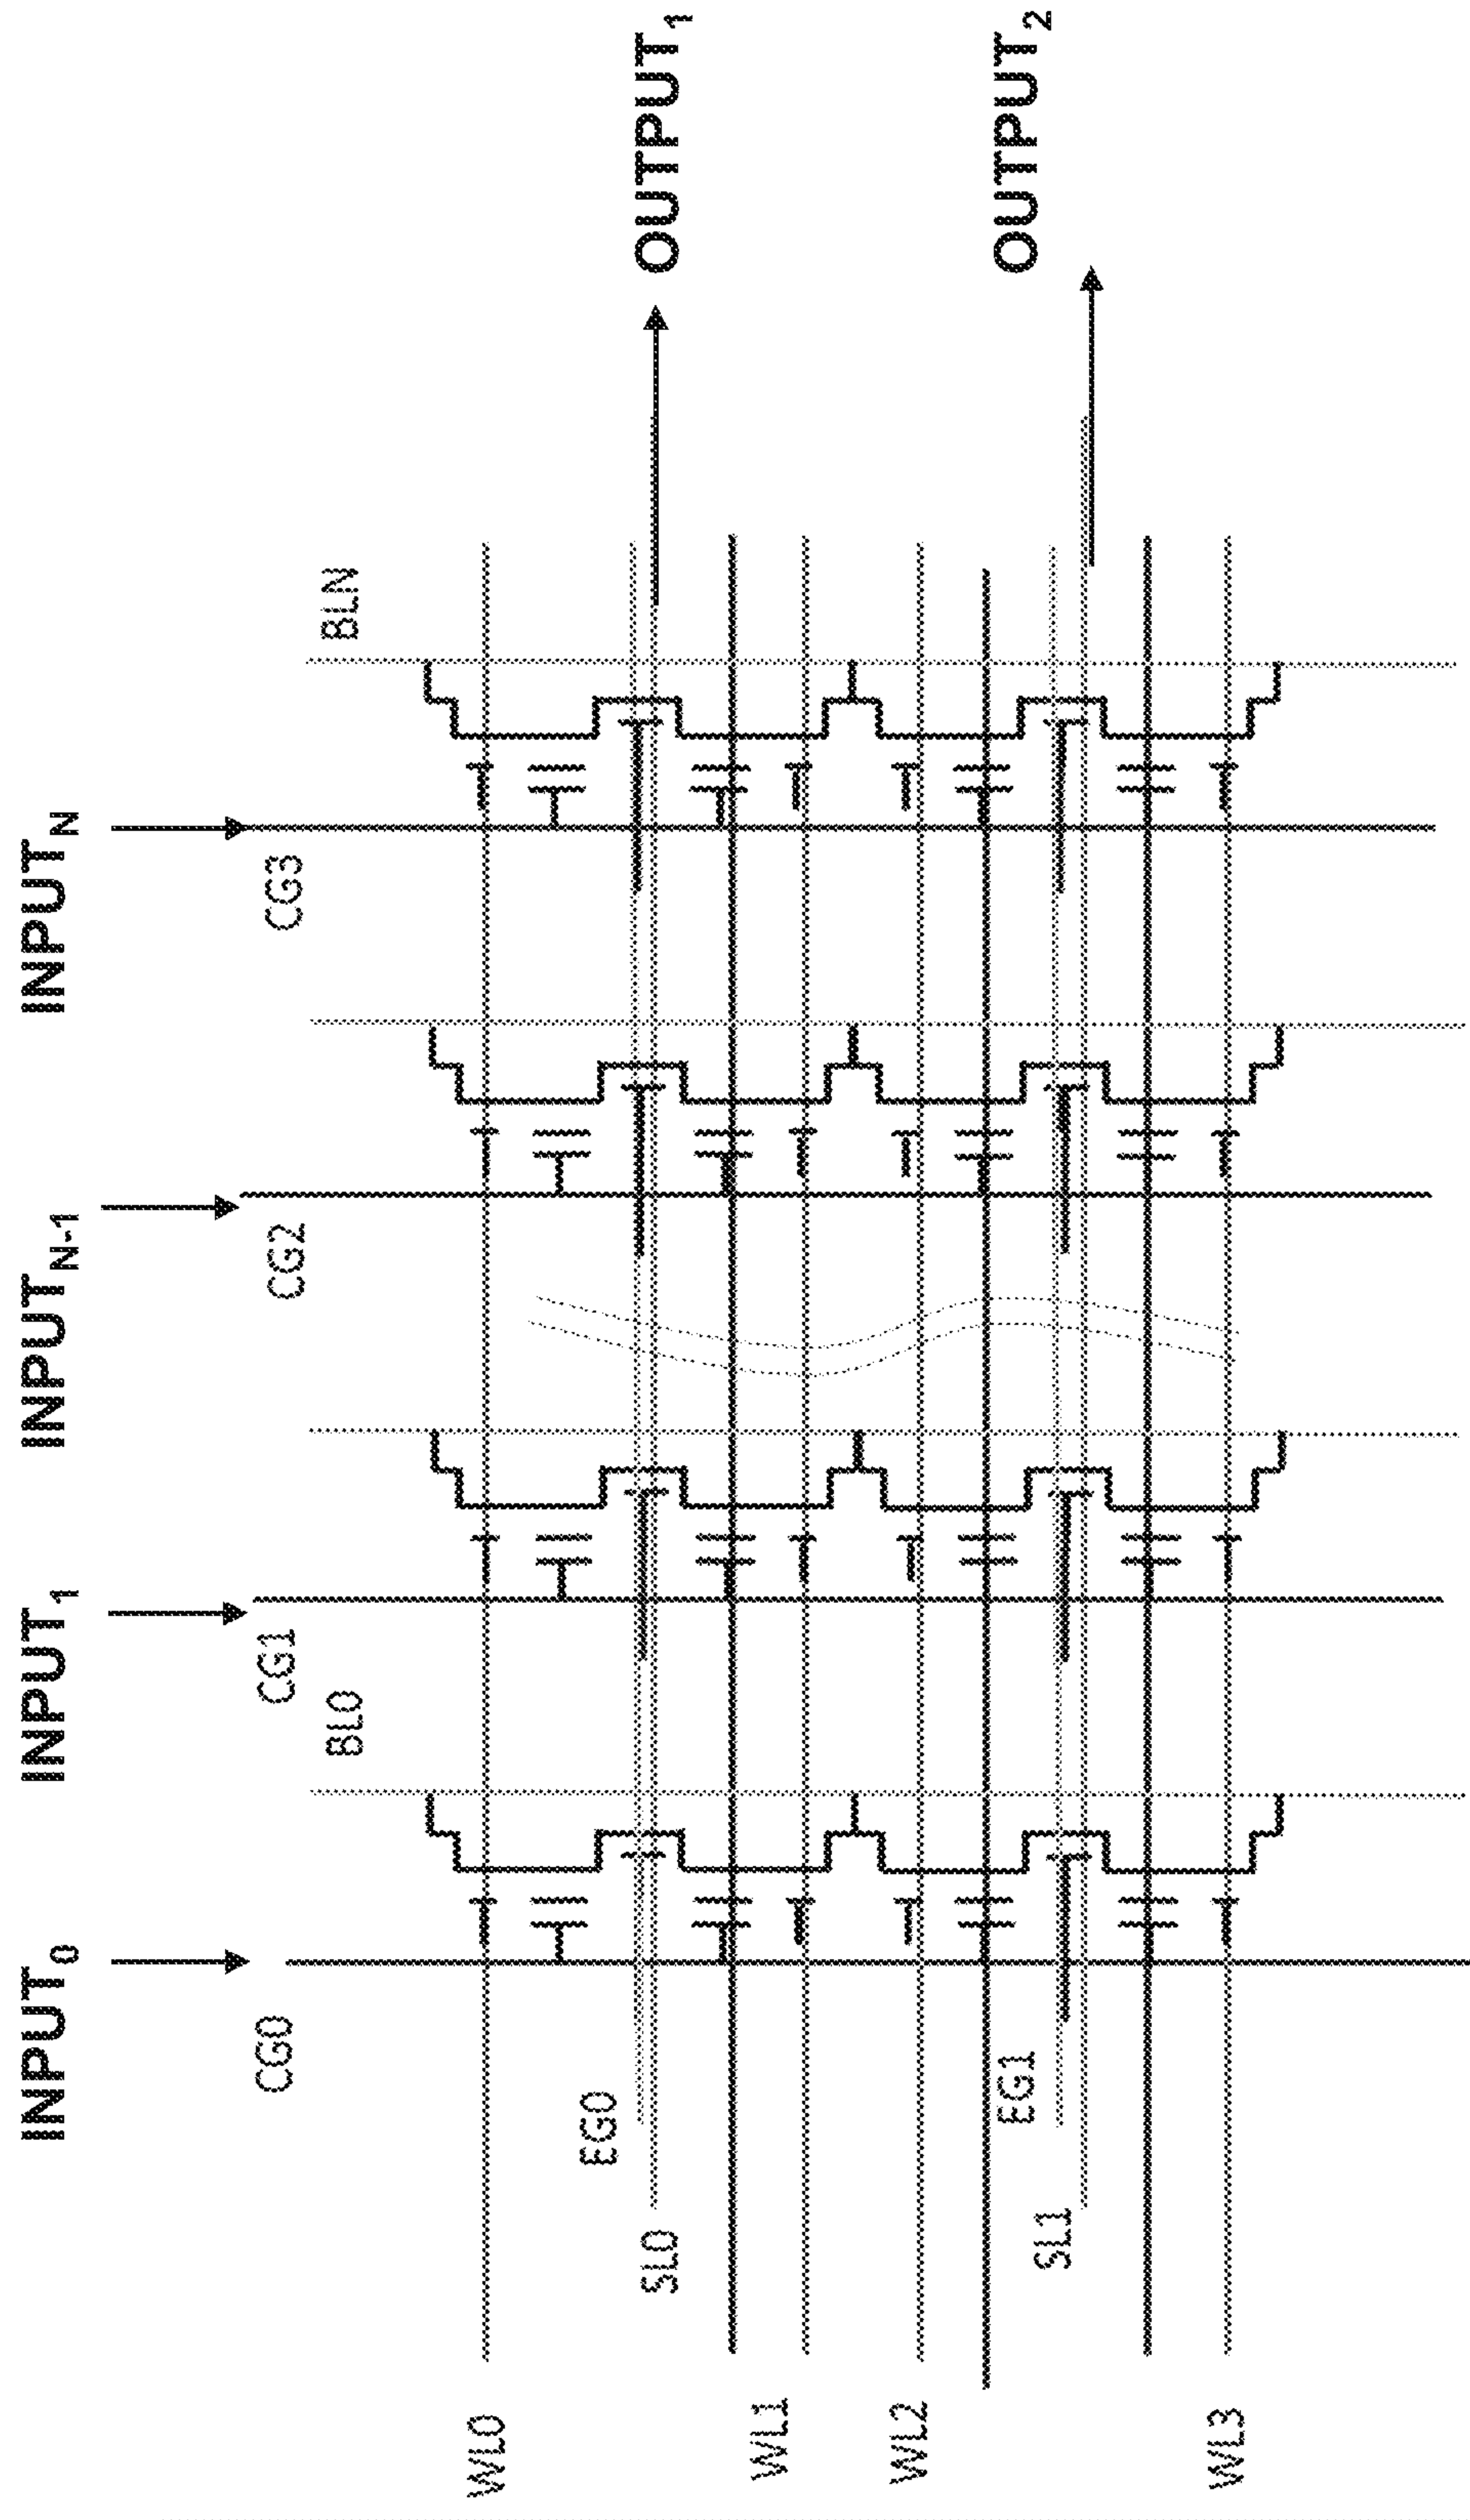 INPUT0
INPUT1
INPUTN-1
INPUTN
CG0
CG1
CG2
CG3
BL0
BLN
WL0
EG0
SL0
OUTPUT1
WL1
WL2
EG1
SL1
OUTPUT2
WL3